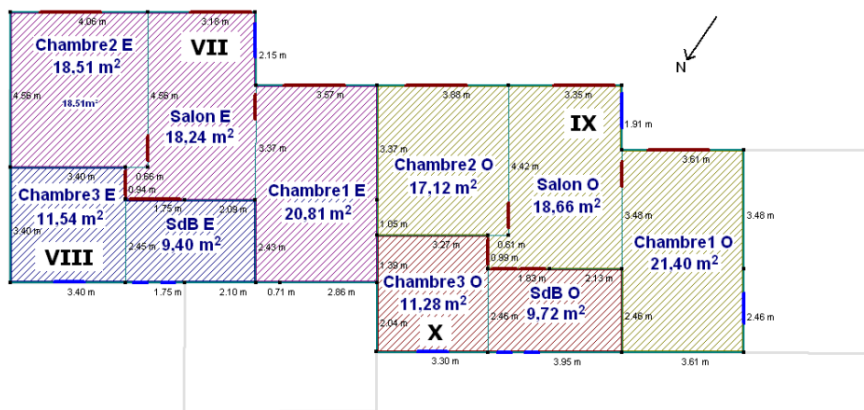 4.06 m
3.18 m
Chambre2 E
18,51 m²
VII
2.15 m
N
4.56 m
18.51m²
4.56 m
Salon E
18,24 m²
3.57 m
3.88 m
3.35 m
IX
1.91 m
3.61 m
3.37 m
3.37 m
Chambre2 O
17,12 m²
4.42 m
Salon O
18,66 m²
3.40 m
0.66 m
0.94 m
Chambre3 E
11,54 m²
1.75 m
2.09 m
Chambre1 E
20,81 m²
3.48 m
3.48 m
SdB E
9,40 m²
1.05 m
Chambre1 O
21,40 m²
3.40 m
VIII
2.45 m
2.43 m
3.27 m
0.61 m
0.99 m
1.39 m
Chambre3 O
11,28 m²
1.83 m
2.13 m
SdB O
9,72 m²
3.40 m
1.75 m
2.10 m
0.71 m
2.86 m
2.04 m
X
2.46 m
2.46 m
2.46 m
3.30 m
3.95 m
3.61 m